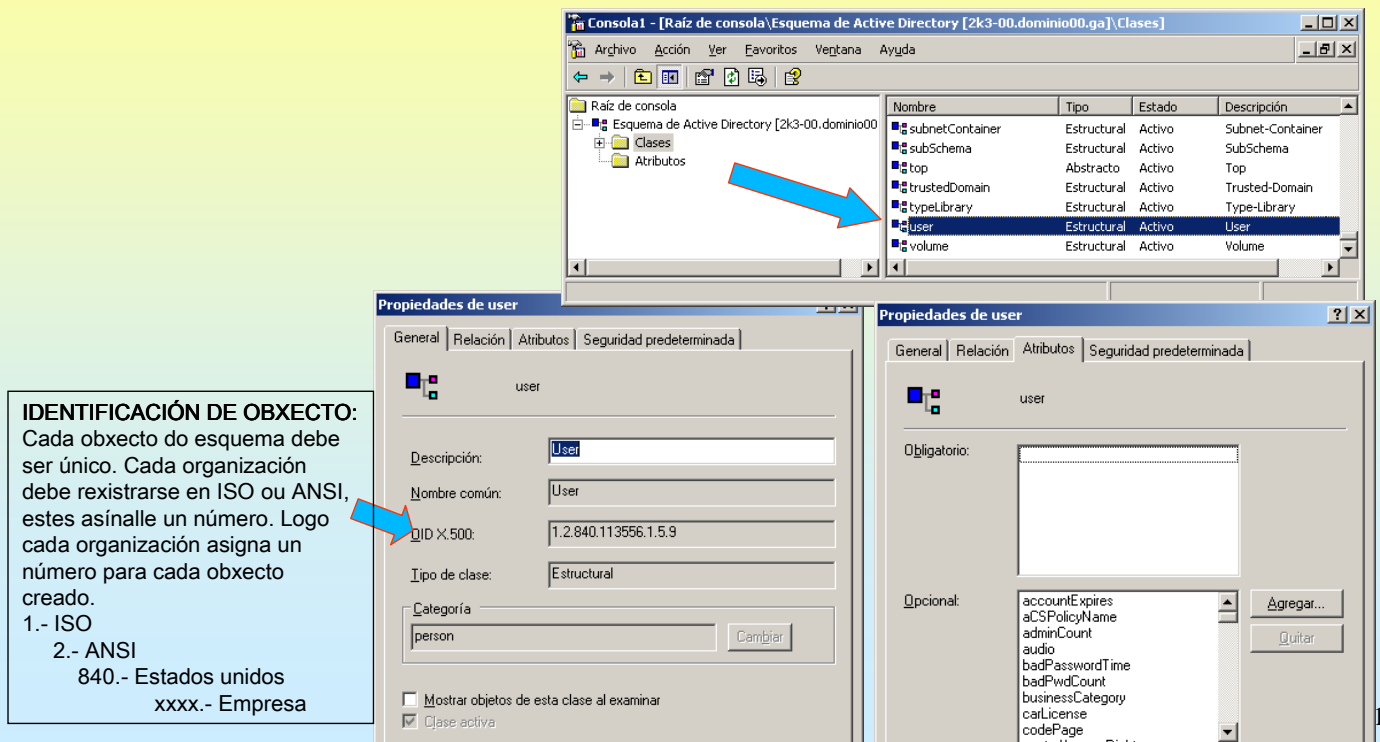 Consola1 - [Raíz de consola\Esquema de Active Directory [2k3-00.dominio00.ga]\Clases]
Archivo Acción Ver Favoritos Ventana Ayuda
Raíz de consola
Esquema de Active Directory [2k3-00.dominio00
Clases
Atributos
Nombre Tipo Estado Descripción
subnetContainer Estructural Activo Subnet-Container
subSchema Estructural Activo SubSchema
top Abstracto Activo Top
trustedDomain Estructural Activo Trusted-Domain
typeLibrary Estructural Activo Type-Library
user Estructural Activo User
volume Estructural Activo Volume
IDENTIFICACIÓN DE OBXECTO:
Cada obxecto do esquema debe
ser único. Cada organización
debe rexistrarse en ISO ou ANSI,
estes asínalle un número. Logo
cada organización asigna un
número para cada obxecto
creado.
1.- ISO
2.- ANSI
840.- Estados unidos
xxxx.- Empresa
Propiedades de user
General Relación Atributos Seguridad predeterminada
user
Descripción: User
Nombre común: User
OID X.500: 1.2.840.113556.1.5.9
Tipo de clase: Estructural
Categoría
person Cambiar
Mostrar objetos de esta clase al examinar
Clase activa
Propiedades de user
General Relación Atributos Seguridad predeterminada
user
Obligatorio:
Opcional:
accountExpires
aCSPolicyName
adminCount
audio
badPasswordTime
badPwdCount
businessCategory
carLicense
codePage
Agregar...
Quitar
1